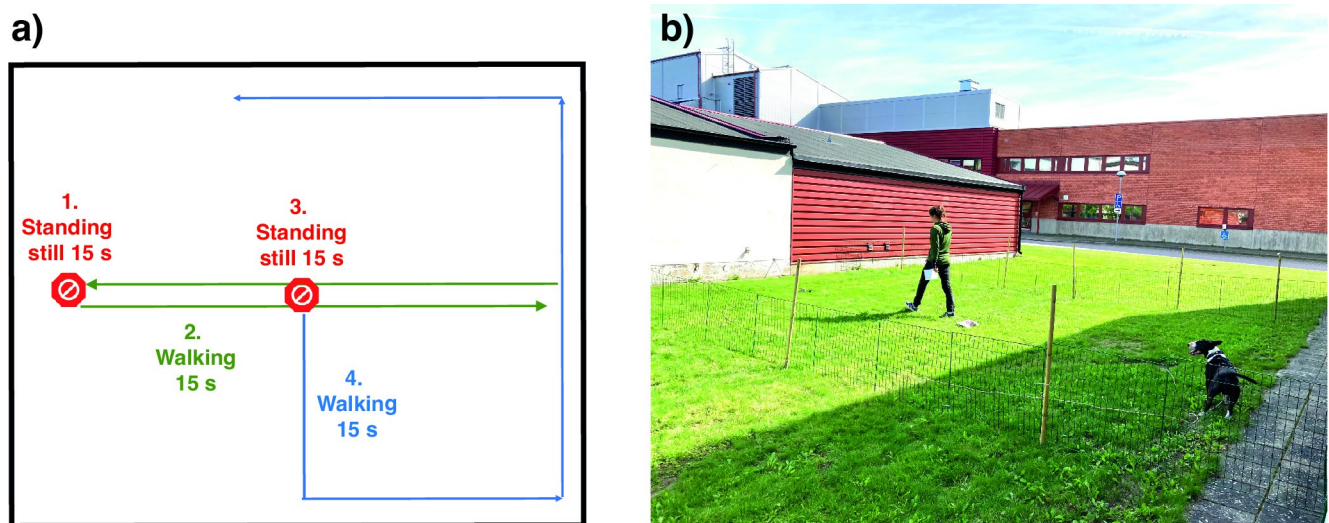 a)
1.
Standing
still 15 s
3.
Standing
still 15 s
2.
Walking
15 s
4.
Walking
15 s
b)